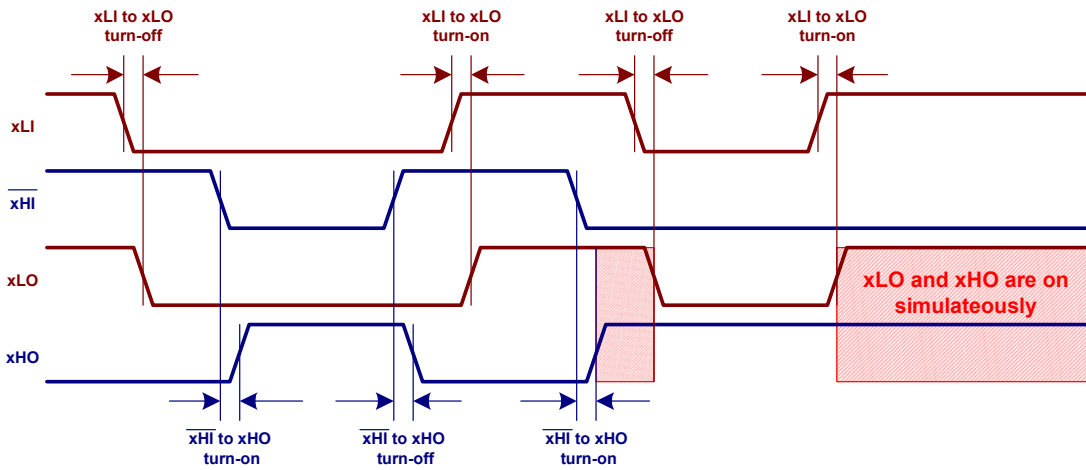 xLI to xLO
turn-off
xLI to xLO
turn-on
xLI to xLO
turn-off
xLI to xLO
turn-on
xLI
xHI
xLO
xLO and xHO are on
simulateously
xHO
xHI to xHO
turn-on
xHI to xHO
turn-off
xHI to xHO
turn-on